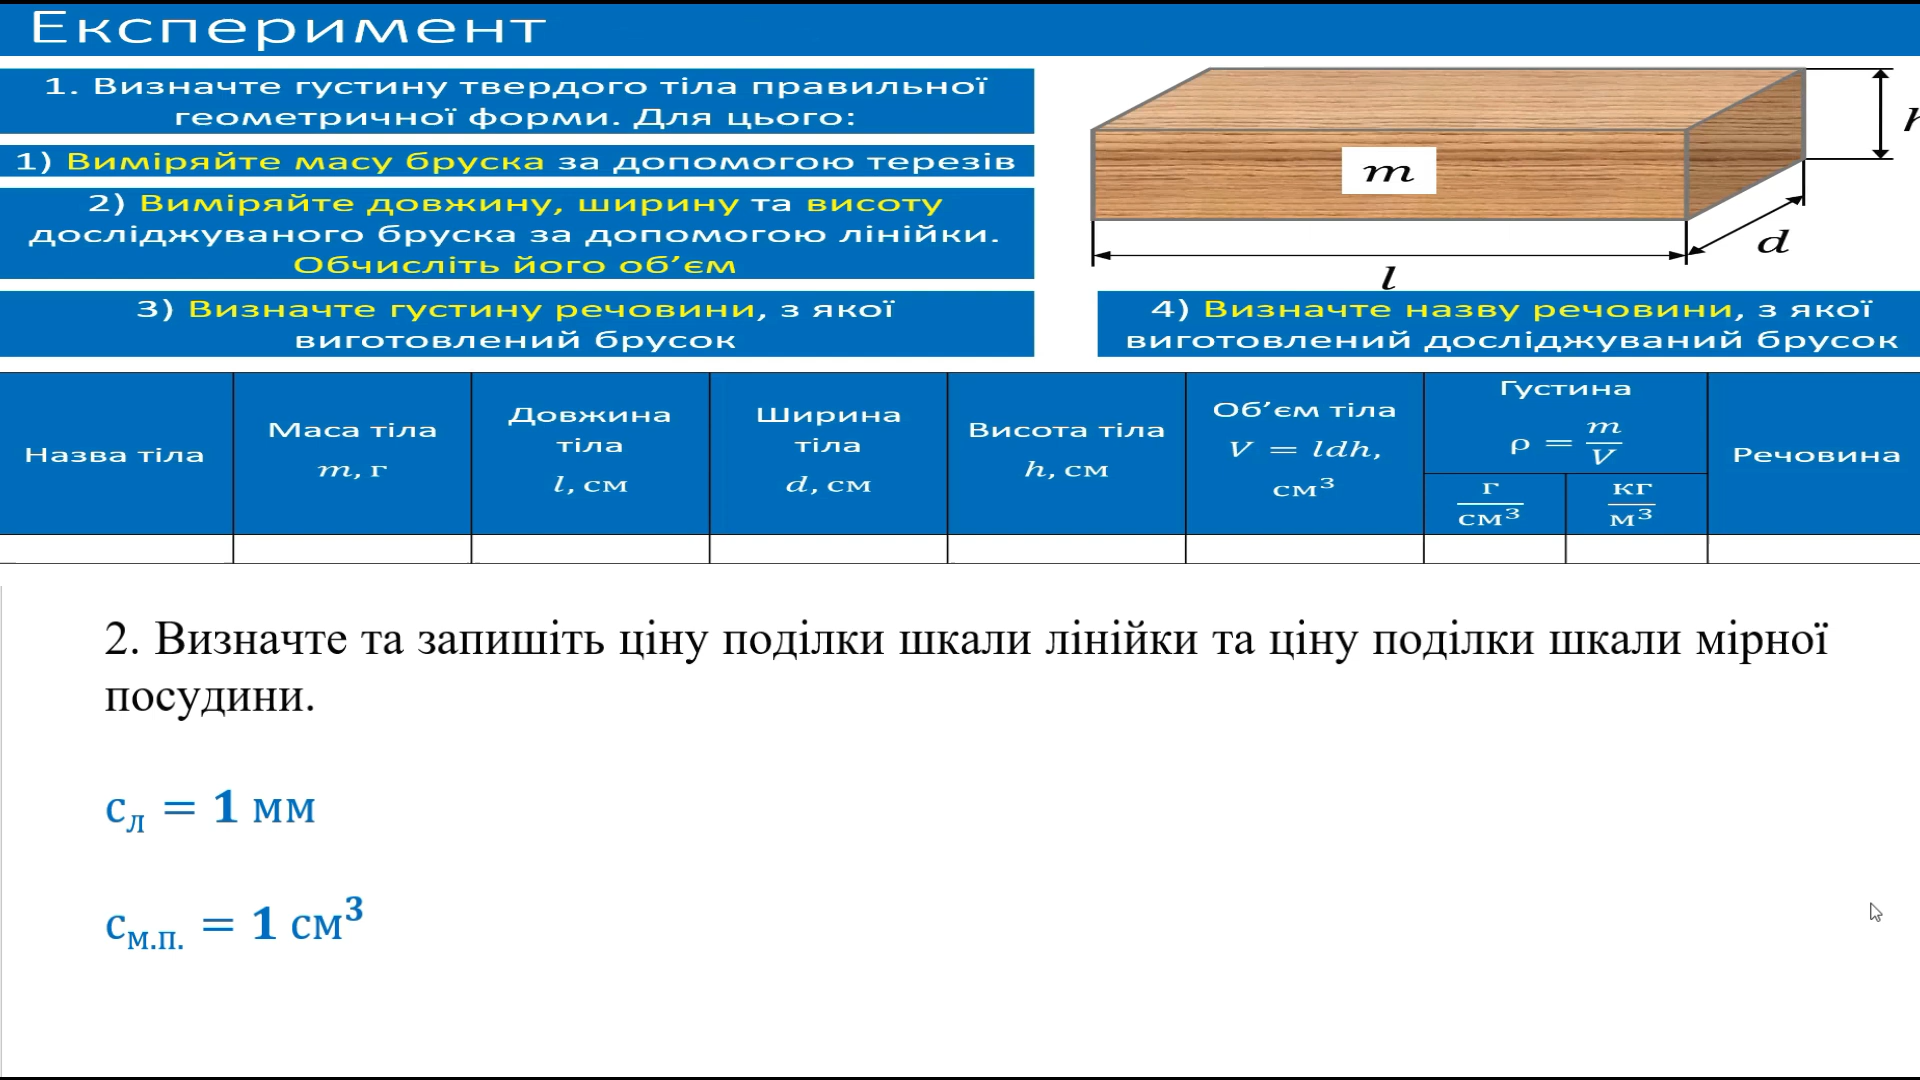 Експеримент
1. Визначте густину твердого тіла правильної
геометричної форми. Для цього:
1) Виміряйте масу бруска за допомогою терезів
2) Виміряйте довжину, ширину та висоту
досліджуваного бруска за допомогою лінійки.
Обчисліть його об’єм
3) Визначте густину речовини, з якої
виготовлений брусок
m
h
d
l
4) Визначте назву речовини, з якої
виготовлений досліджуваний брусок
Назва тіла
Маса тіла
m, г
Довжина
тіла
l, см
Ширина
тіла
d, см
Висота тіла
h, см
Об’єм тіла
V = ldh,
см³
Густина
ρ = m/V
г/см³
кг/м³
Речовина
2. Визначте та запишіть ціну поділки шкали лінійки та ціну поділки шкали мірної
посудини.
сл = 1 мм
см.п. = 1 см³